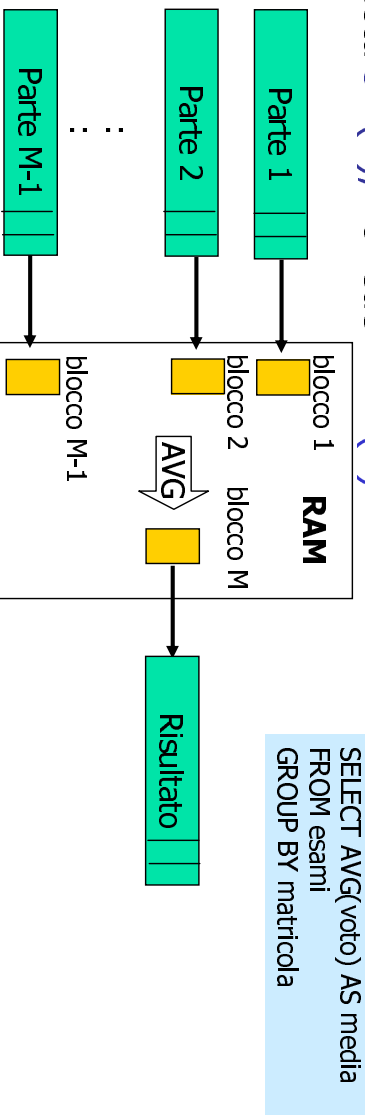 SELECT AVG(voto) AS media
FROM esami
GROUP BY matricola
RAM
Parte 1
blocco 1
Parte 2
blocco 2
AVG
blocco M
Risultato
: :
Parte M-1
blocco M-1